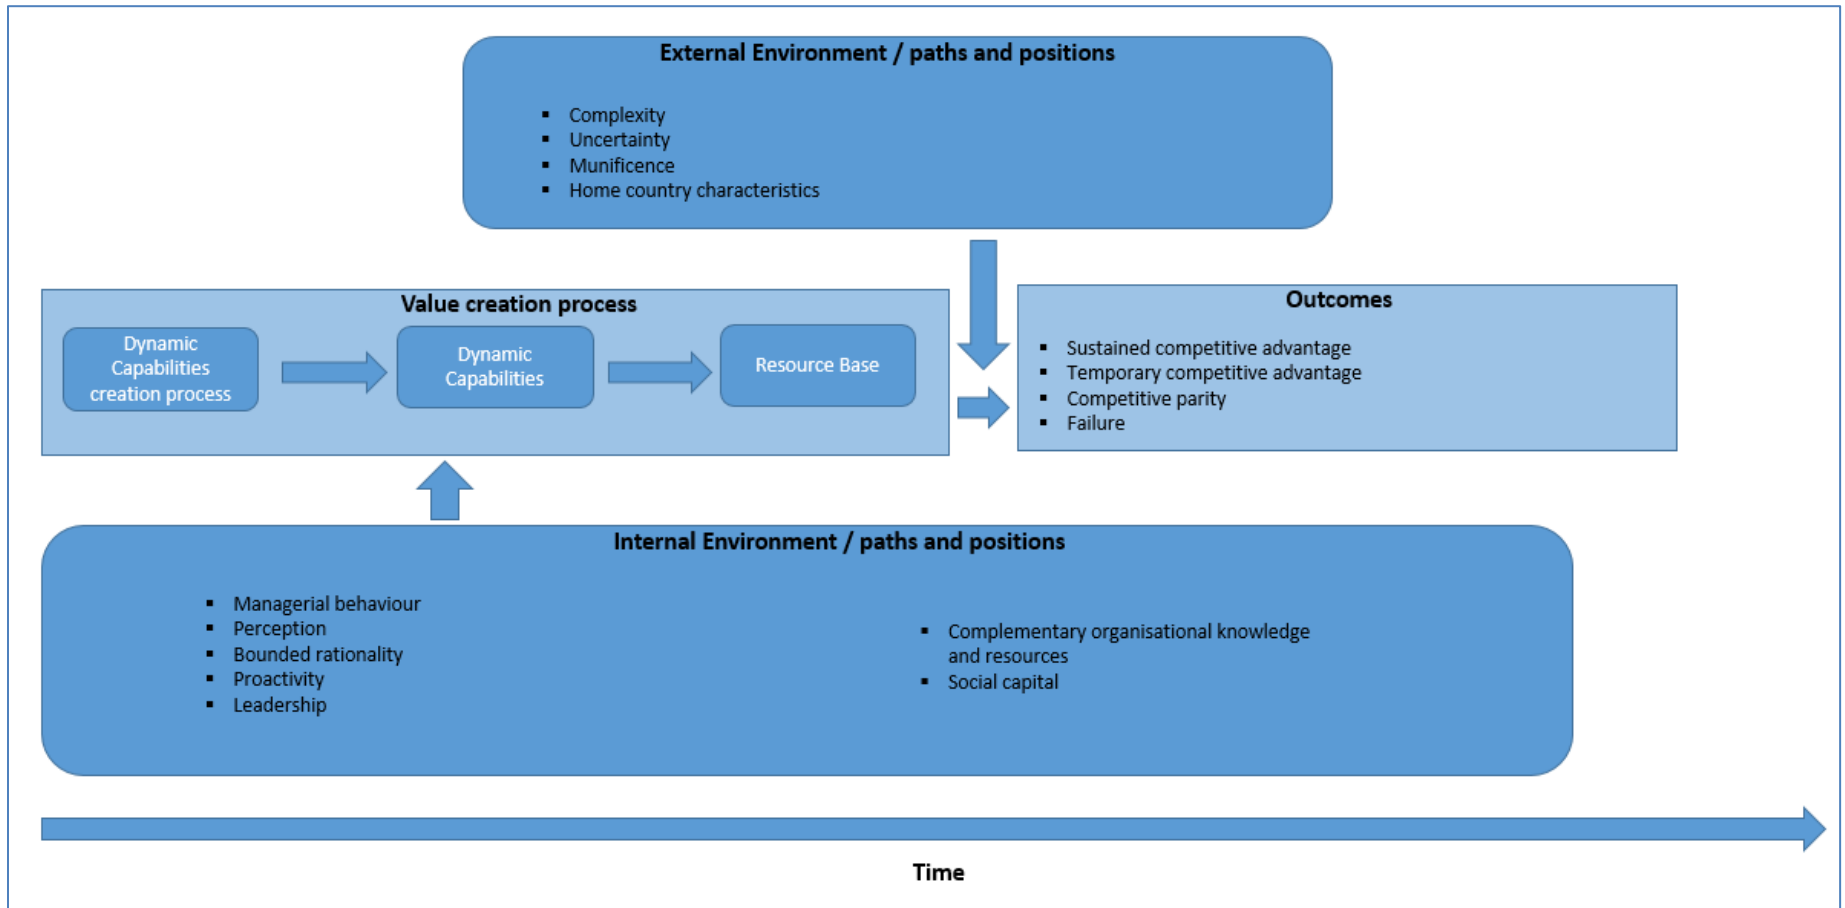 External Environment / paths and positions
▪ Complexity
▪ Uncertainty
▪ Munificence
▪ Home country characteristics
Value creation process
Dynamic
Capabilities
creation process
Dynamic
Capabilities
Resource Base
Outcomes
▪ Sustained competitive advantage
▪ Temporary competitive advantage
▪ Competitive parity
▪ Failure
Internal Environment / paths and positions
▪ Managerial behaviour
▪ Perception
▪ Bounded rationality
▪ Proactivity
▪ Leadership
▪ Complementary organisational knowledge
and resources
▪ Social capital
Time